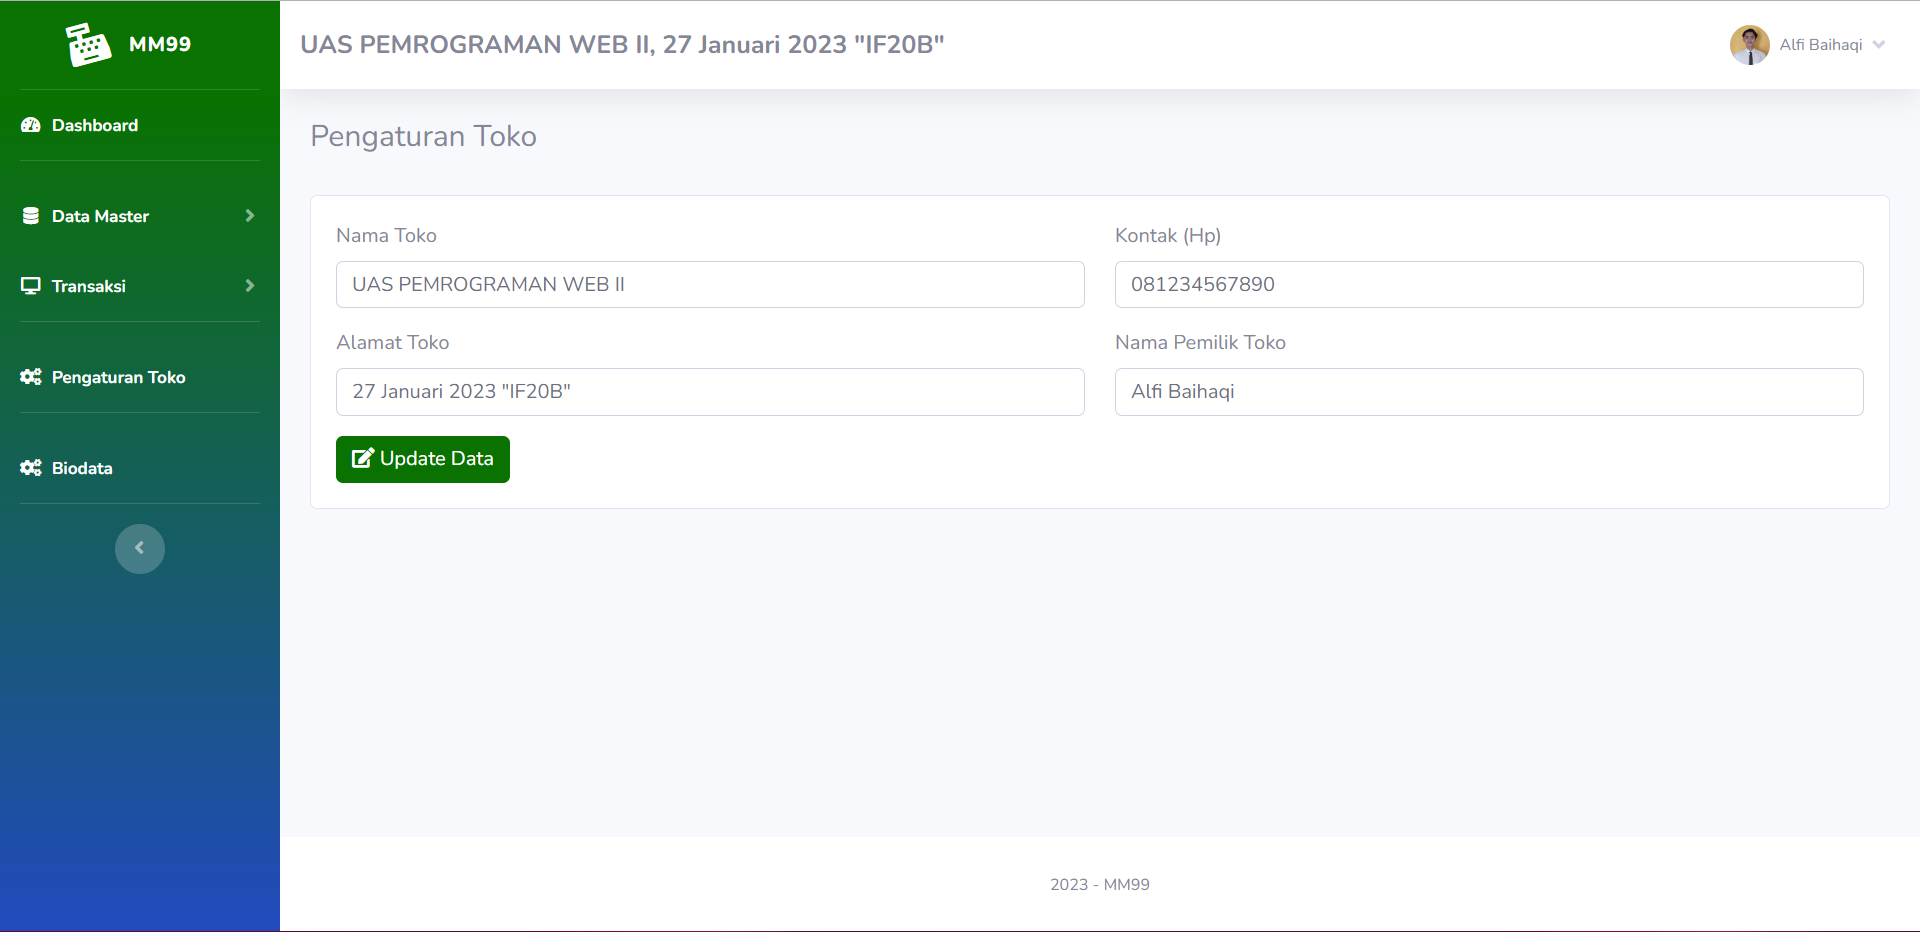 MM99
UAS PEMROGRAMAN WEB II, 27 Januari 2023 "IF20B"
Alfi Baihaqi
Dashboard
Data Master
Transaksi
Pengaturan Toko
Biodata
Pengaturan Toko
Nama Toko
UAS PEMROGRAMAN WEB II
Kontak (Hp)
081234567890
Alamat Toko
27 Januari 2023 "IF20B"
Nama Pemilik Toko
Alfi Baihaqi
Update Data
2023 - MM99